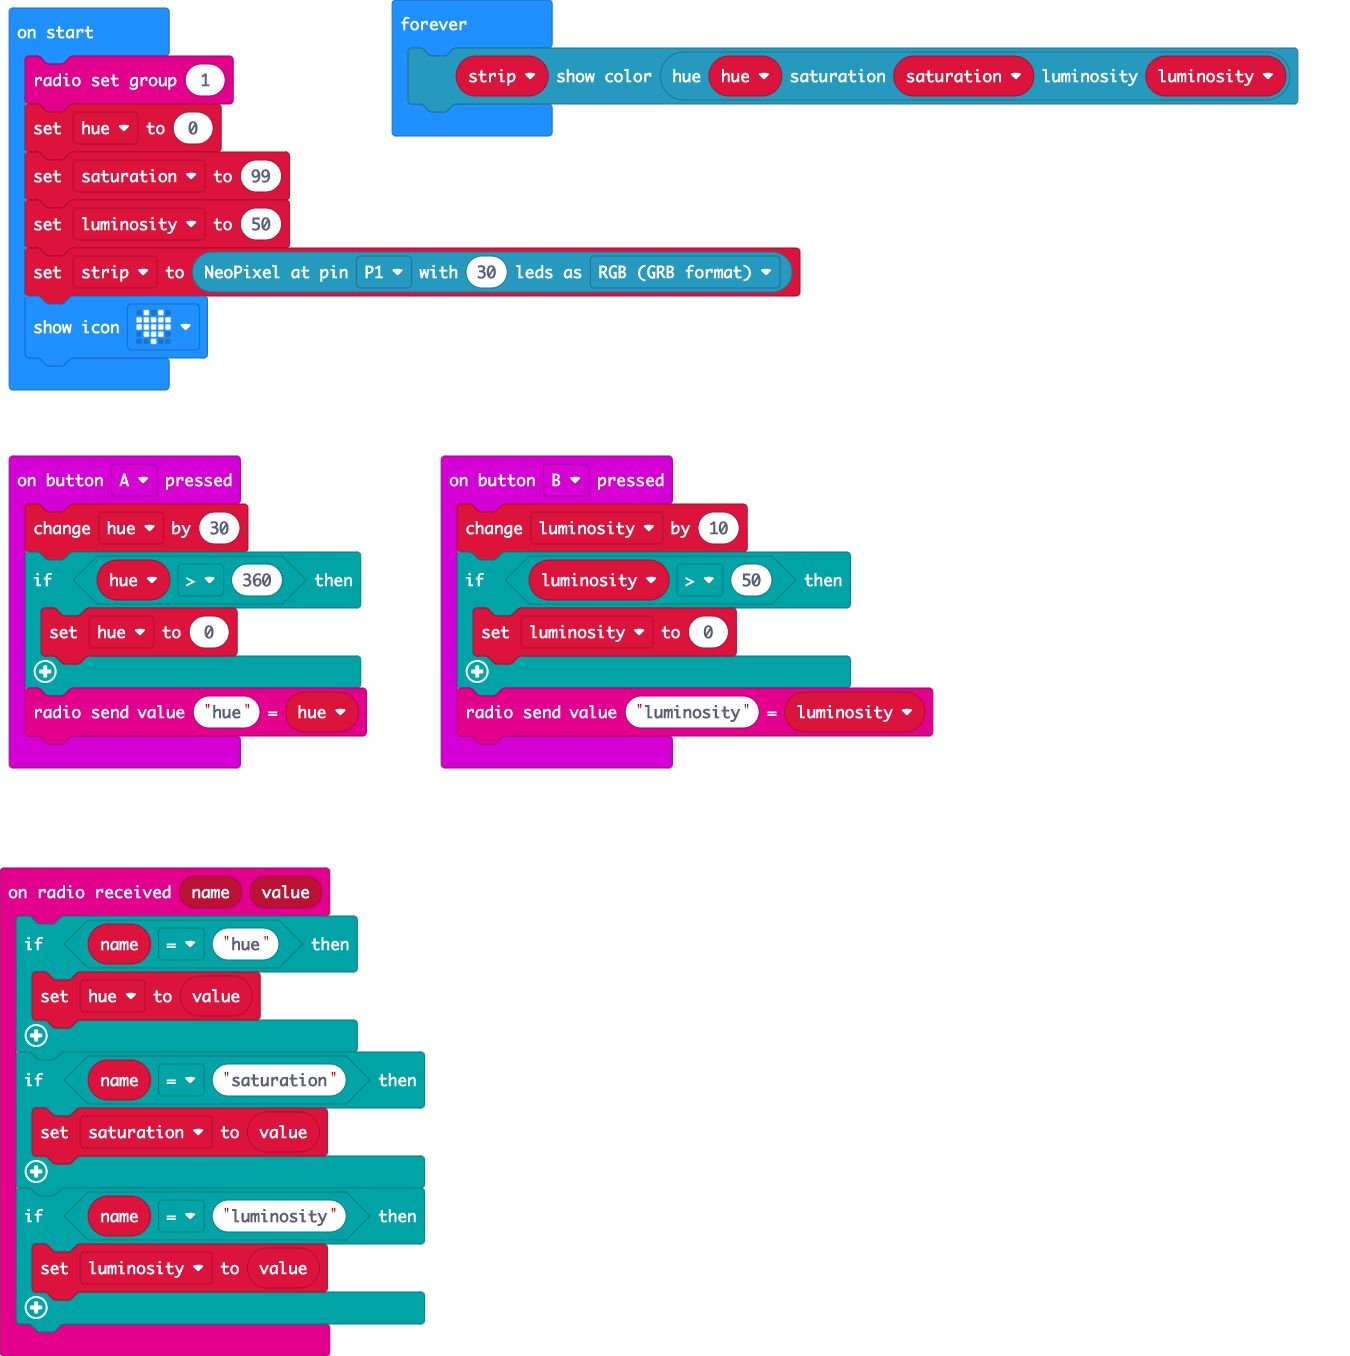 on start
radio set group 1
set hue to 0
set saturation to 99
set luminosity to 50
set strip to NeoPixel at pin P1 with 30 leds as RGB (GRB format)
show icon
forever
strip show color hue hue saturation saturation luminosity luminosity
on button A pressed
change hue by 30
if hue > 360 then
set hue to 0
radio send value "hue" = hue
on button B pressed
change luminosity by 10
if luminosity > 50 then
set luminosity to 0
radio send value "luminosity" = luminosity
on radio received name value
if name = "hue" then
set hue to value
if name = "saturation" then
set saturation to value
if name = "luminosity" then
set luminosity to value